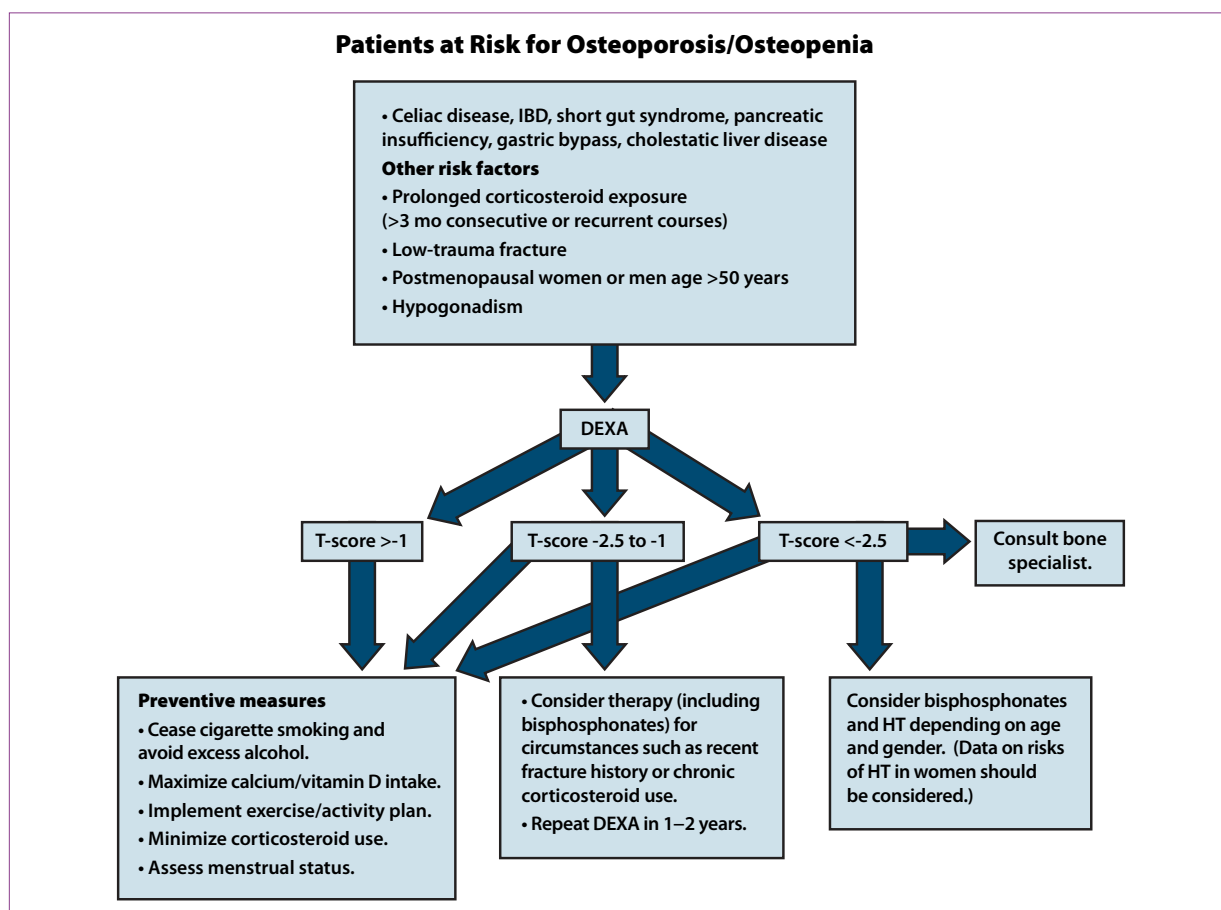 Patients at Risk for Osteoporosis/Osteopenia
• Celiac disease, IBD, short gut syndrome, pancreatic
insufficiency, gastric bypass, cholestatic liver disease
Other risk factors
• Prolonged corticosteroid exposure
(>3 mo consecutive or recurrent courses)
• Low-trauma fracture
• Postmenopausal women or men age >50 years
• Hypogonadism
DEXA
T-score >-1
T-score -2.5 to -1
T-score <-2.5
Consult bone
specialist.
Preventive measures
• Cease cigarette smoking and
avoid excess alcohol.
• Maximize calcium/vitamin D intake.
• Implement exercise/activity plan.
• Minimize corticosteroid use.
• Assess menstrual status.
• Consider therapy (including
bisphosphonates) for
circumstances such as recent
fracture history or chronic
corticosteroid use.
• Repeat DEXA in 1–2 years.
Consider bisphosphonates
and HT depending on age
and gender. (Data on risks
of HT in women should
be considered.)